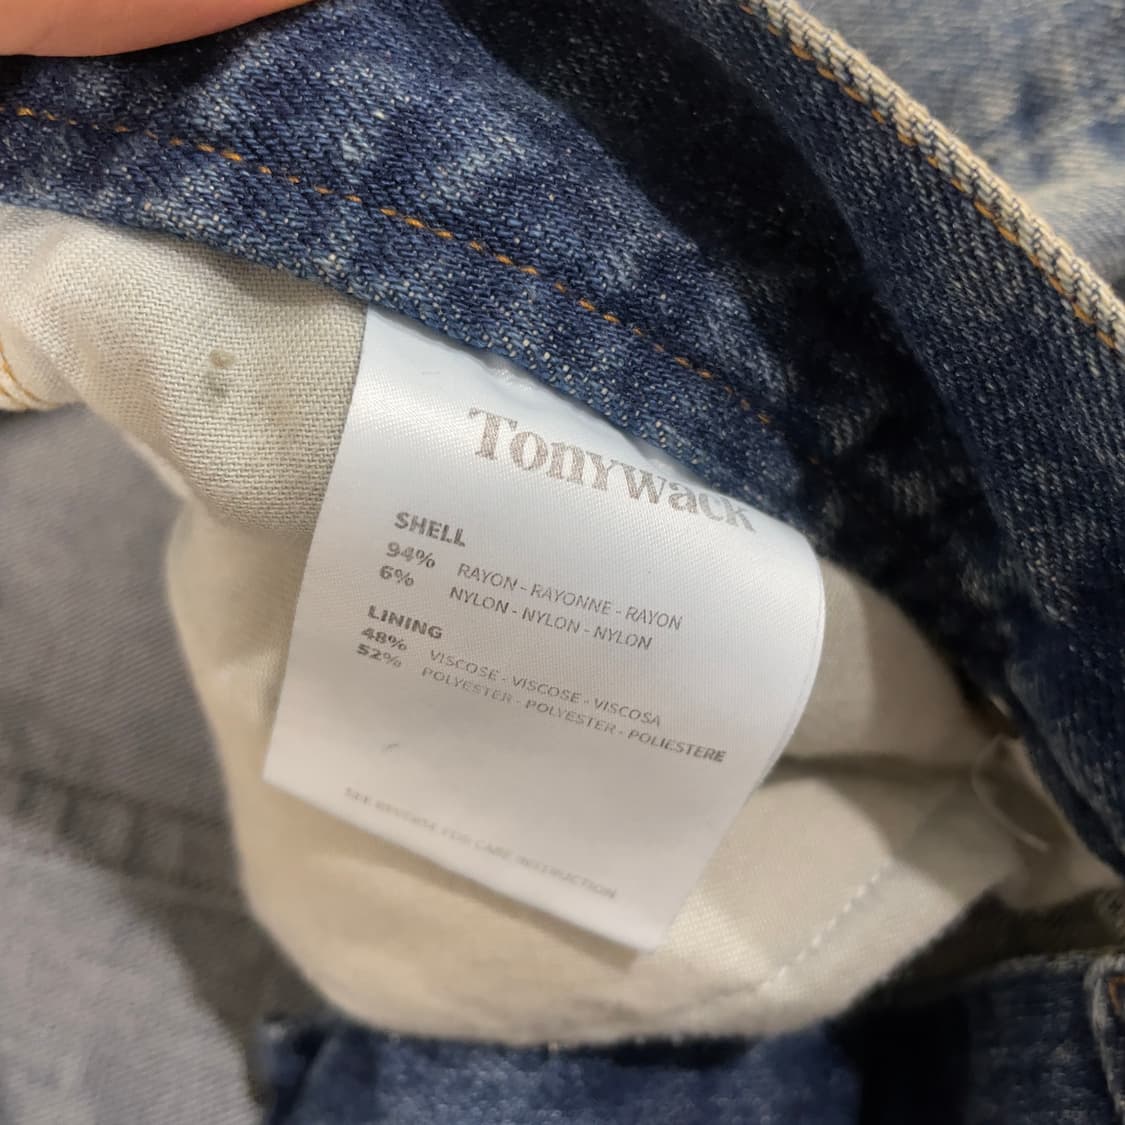 Tonywack
SHELL
94% RAYON - RAYONNE - RAYON
6% NYLON - NYLON - NYLON
LINING
48% VISCOSE - VISCOSE - VISCOSA
52% POLYESTER - POLYESTER - POLIESTERE
SEE REVERSE FOR CARE INSTRUCTION